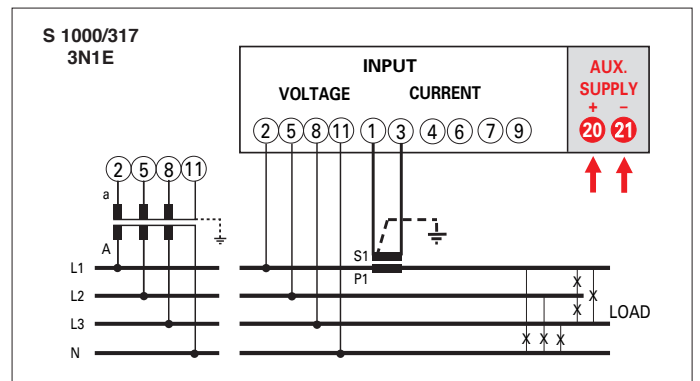 S 1000/317
3N1E
INPUT
VOLTAGE CURRENT
AUX.
SUPPLY
+ –
2 5 8 11 1 3 4 6 7 9 20 21
2 5 8 11
a
A
S1
P1
L1
L2
L3
N
LOAD
x
x
x
x x x